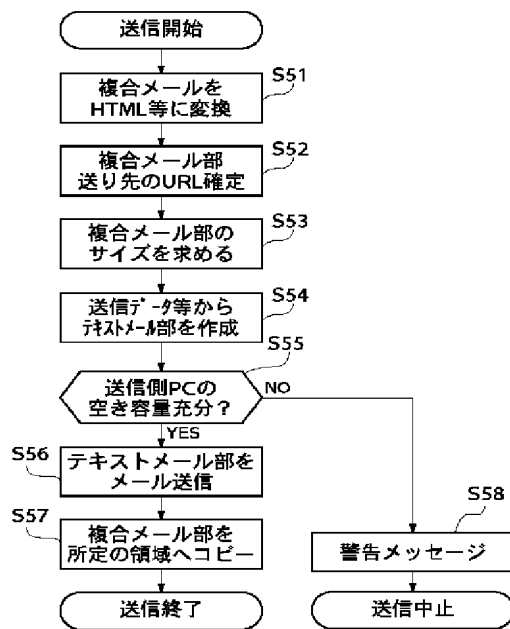 送信開始
S51
複合メールを
HTML等に変換
S52
複合メール部
送り先のURL確定
S53
複合メール部の
サイズを求める
S54
送信ﾃﾞｰﾀ等から
ﾃｷｽﾄﾒｰﾙ部を作成
S55
送信側PCの
空き容量充分？
NO
YES
S56
テキストメール部を
メール送信
S57
複合メール部を
所定の領域へコピー
S58
警告メッセージ
送信終了
送信中止